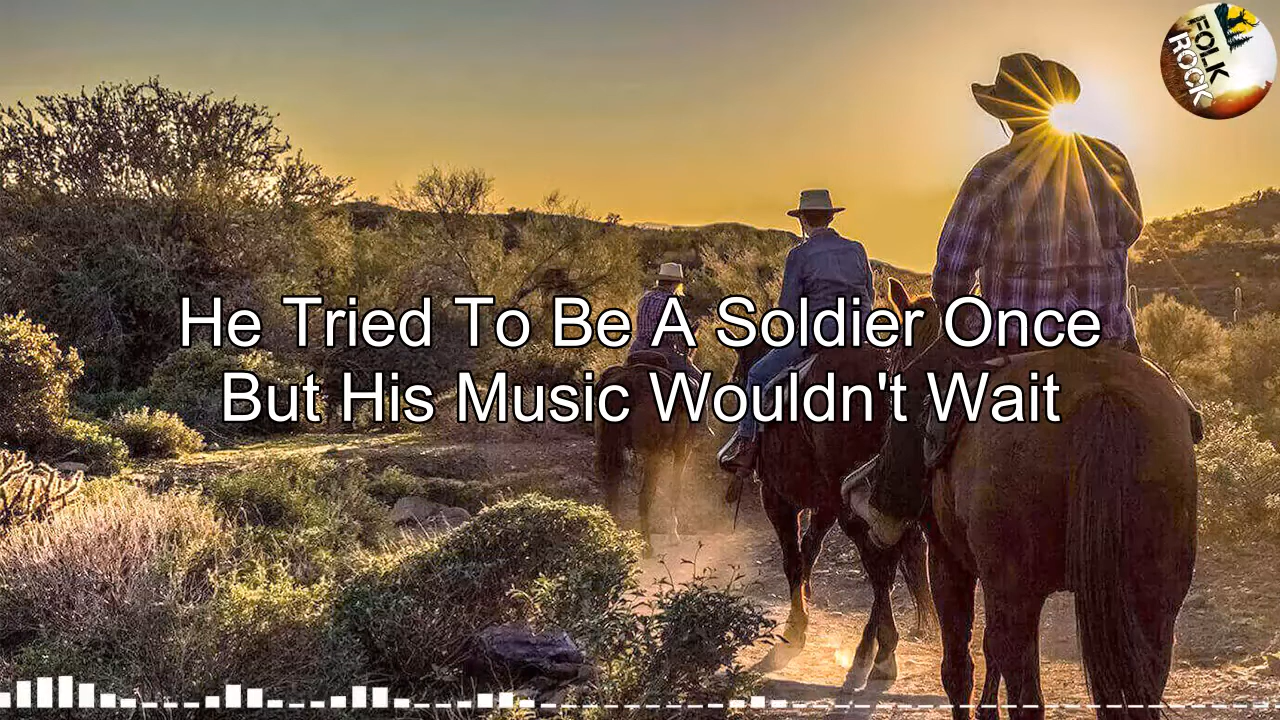 FOLK
ROCK
He Tried To Be A Soldier Once
But His Music Wouldn't Wait